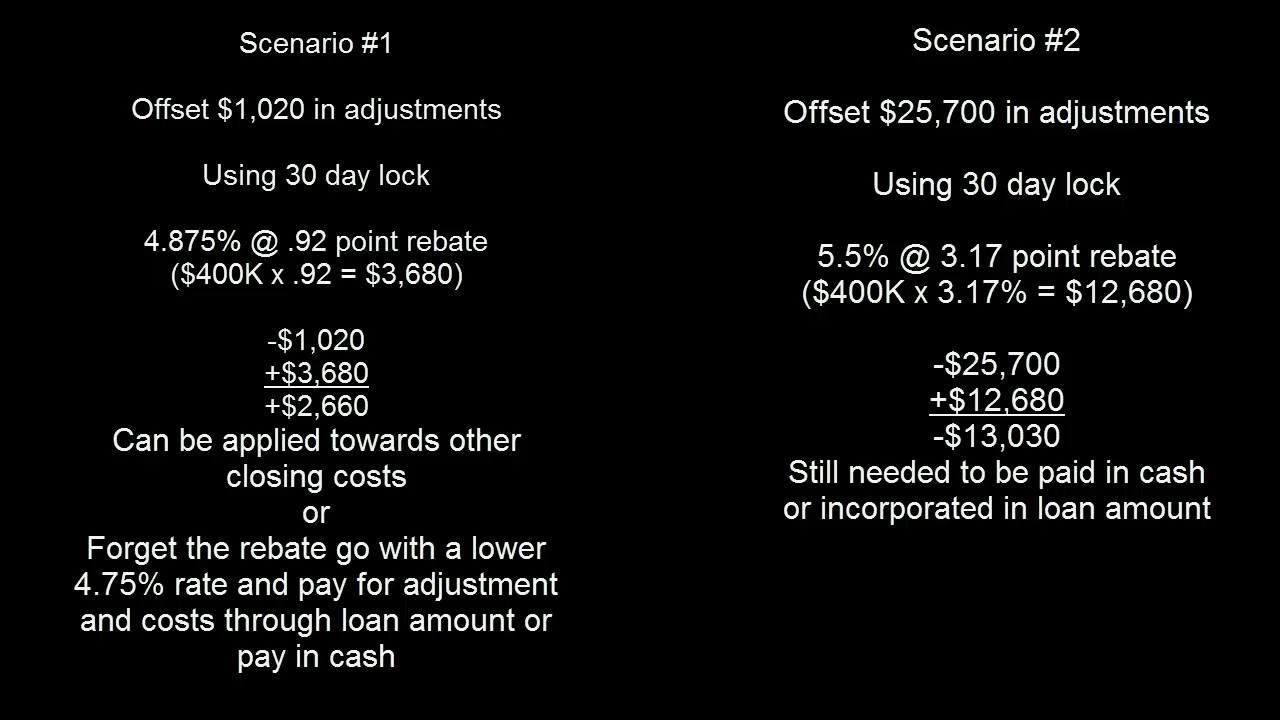 Scenario #1
Offset $1,020 in adjustments
Using 30 day lock
4.875% @ .92 point rebate
($400K x .92 = $3,680)
-$1,020
+$3,680
+$2,660
Can be applied towards other
closing costs
or
Forget the rebate go with a lower
4.75% rate and pay for adjustment
and costs through loan amount or
pay in cash
Scenario #2
Offset $25,700 in adjustments
Using 30 day lock
5.5% @ 3.17 point rebate
($400K x 3.17% = $12,680)
-$25,700
+$12,680
-$13,030
Still needed to be paid in cash
or incorporated in loan amount